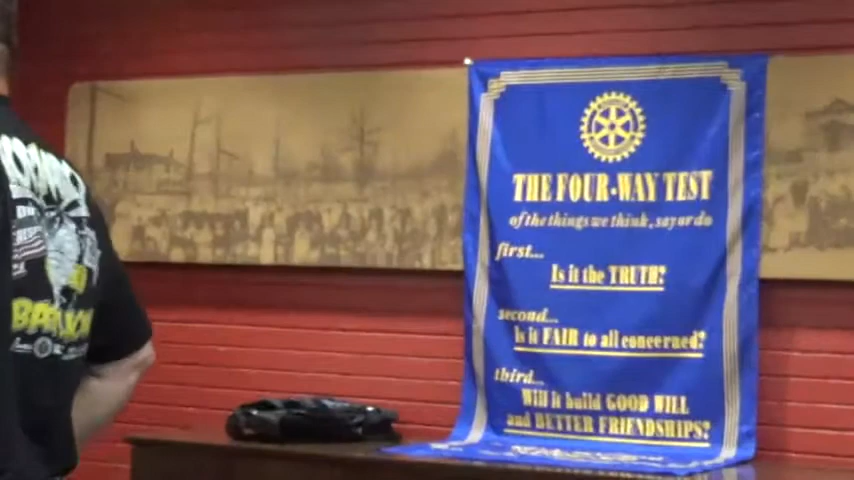 THE FOUR-WAY TEST
of the things we think, say or do
first...
Is it the TRUTH?
second...
Is it FAIR to all concerned?
third...
Will it build GOOD WILL
and BETTER FRIENDSHIPS?